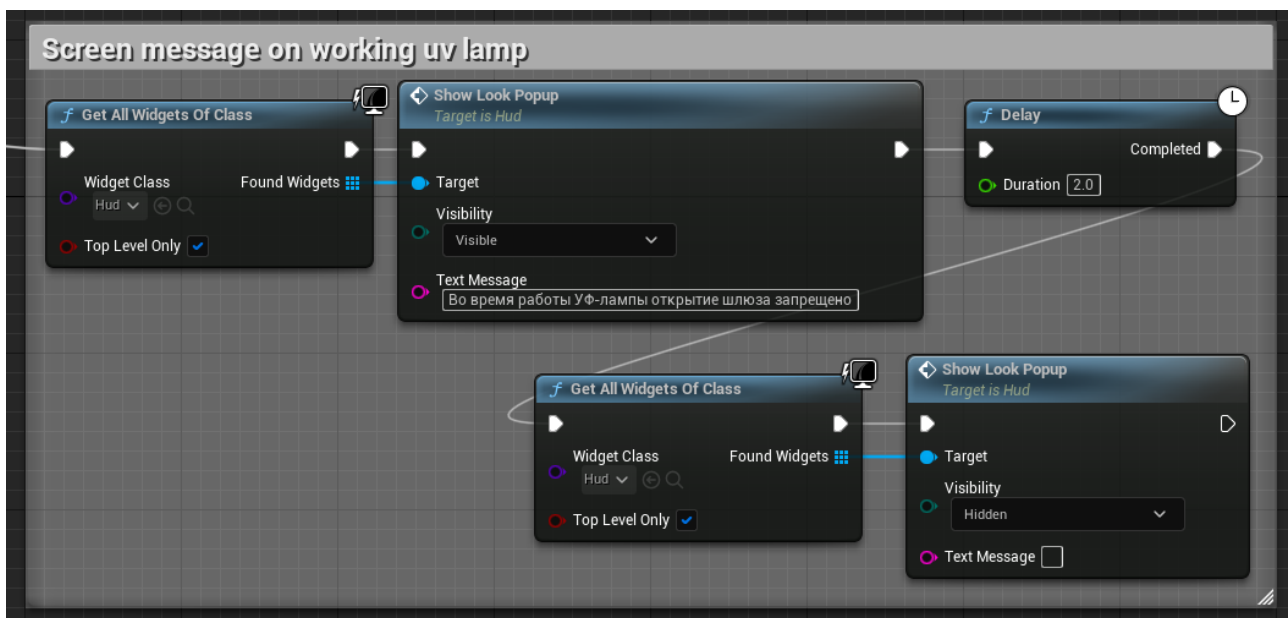 Screen message on working uv lamp
f Get All Widgets Of Class
Widget Class
Found Widgets
Hud
Top Level Only
Show Look Popup
Target is Hud
Target
Visibility
Visible
Text Message
Во время работы УФ-лампы открытие шлюза запрещено
f Delay
Completed
Duration 2.0
f Get All Widgets Of Class
Widget Class
Found Widgets
Hud
Top Level Only
Show Look Popup
Target is Hud
Target
Visibility
Hidden
Text Message